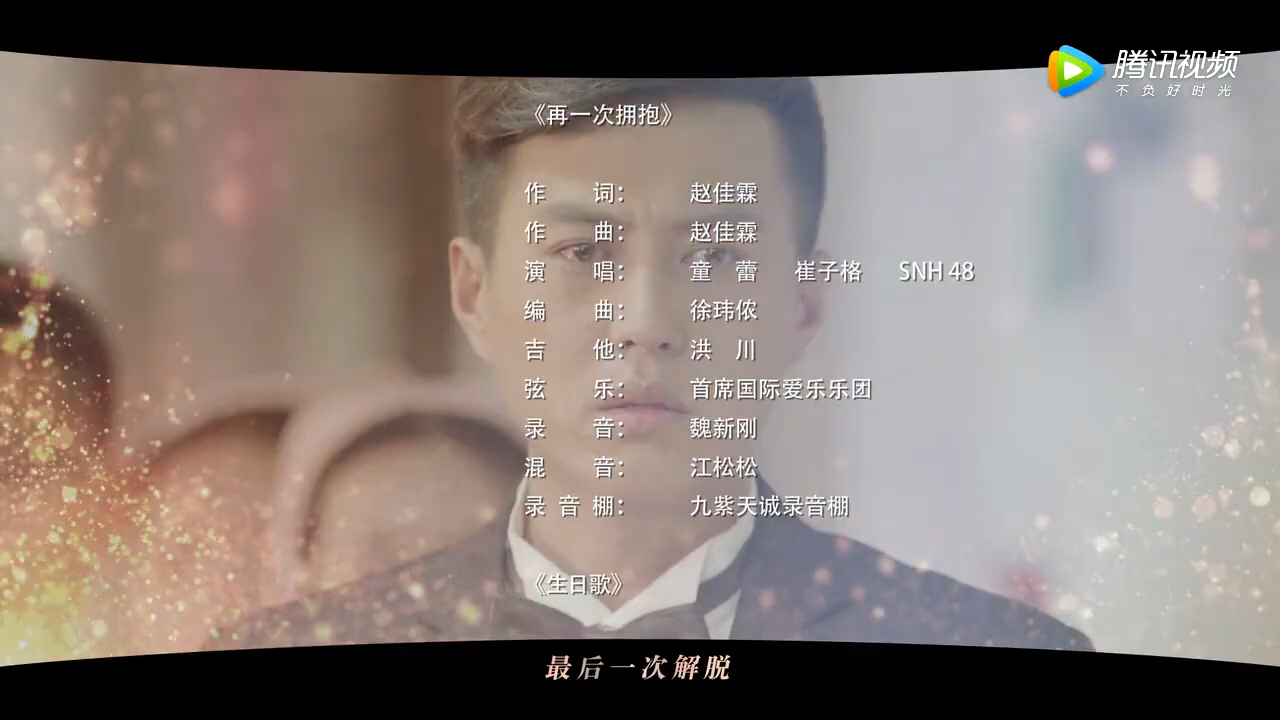 腾讯视频
不负好时光
《再一次拥抱》
作 词: 赵佳霖
作 曲: 赵佳霖
演 唱: 童 蕾 崔子格 SNH 48
编 曲: 徐玮侬
吉 他: 洪 川
弦 乐: 首席国际爱乐乐团
录 音: 魏新刚
混 音: 江松松
录 音 棚: 九紫天诚录音棚
《生日歌》
最后一次解脱